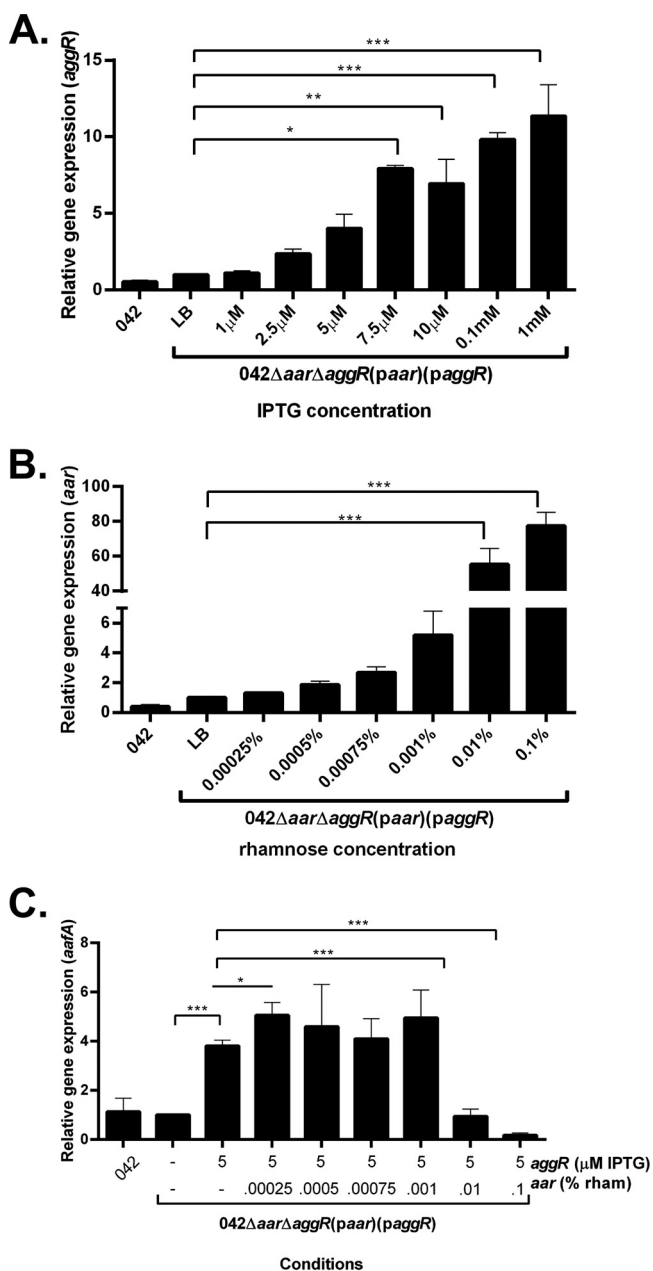 A.
Relative gene expression (aggR)
15
10
5
0
***
***
**
*
042 LB 1μM 2.5μM 5μM 7.5μM 10μM 0.1mM 1mM
042ΔaarΔaggR(paar)(paggR)
IPTG concentration
B.
Relative gene expression (aar)
100
80
60
40
6
4
2
0
***
***
042 LB 0.00025% 0.0005% 0.00075% 0.001% 0.01% 0.1%
042ΔaarΔaggR(paar)(paggR)
rhamnose concentration
C.
Relative gene expression (aafA)
8
6
4
2
0
***
***
*
***
042 - 5 5 5 5 5 5 5 aggR (μM IPTG)
- - .00025 .0005 .00075 .001 .01 .1 aar (% rham)
042ΔaarΔaggR(paar)(paggR)
Conditions